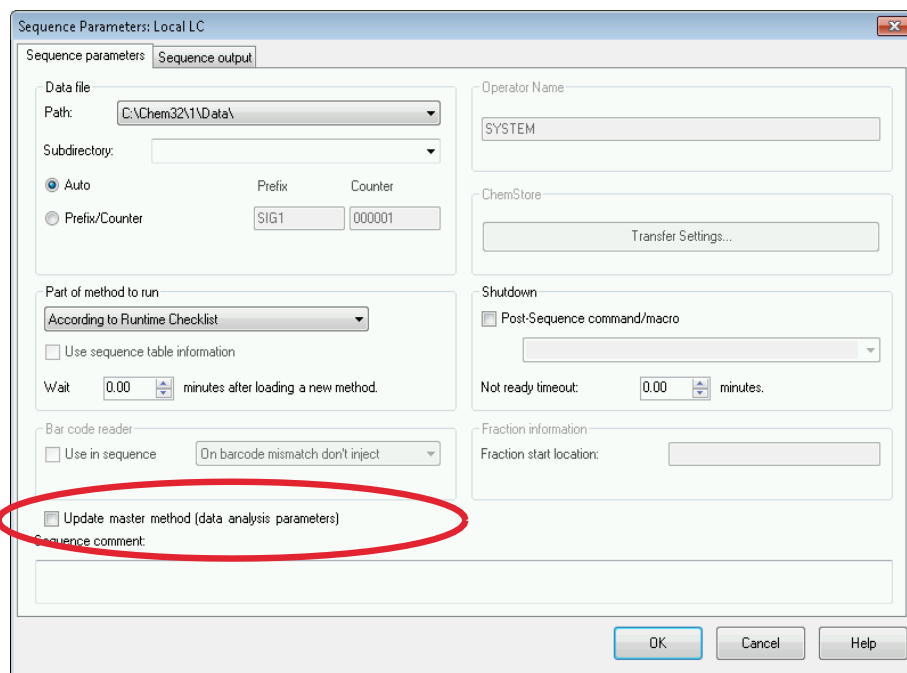 Sequence Parameters: Local LC
Sequence parameters
Sequence output
Data file
Path:
C:\Chem32\1\Data\
Subdirectory:
Auto
Prefix
Counter
Prefix/Counter
SIG1
000001
Operator Name
SYSTEM
ChemStore
Transfer Settings...
Part of method to run
According to Runtime Checklist
Use sequence table information
Wait
0.00
minutes after loading a new method.
Shutdown
Post-Sequence command/macro
Not ready timeout:
0.00
minutes.
Bar code reader
Use in sequence
On barcode mismatch don't inject
Fraction information
Fraction start location:
Update master method (data analysis parameters)
Sequence comment:
OK
Cancel
Help